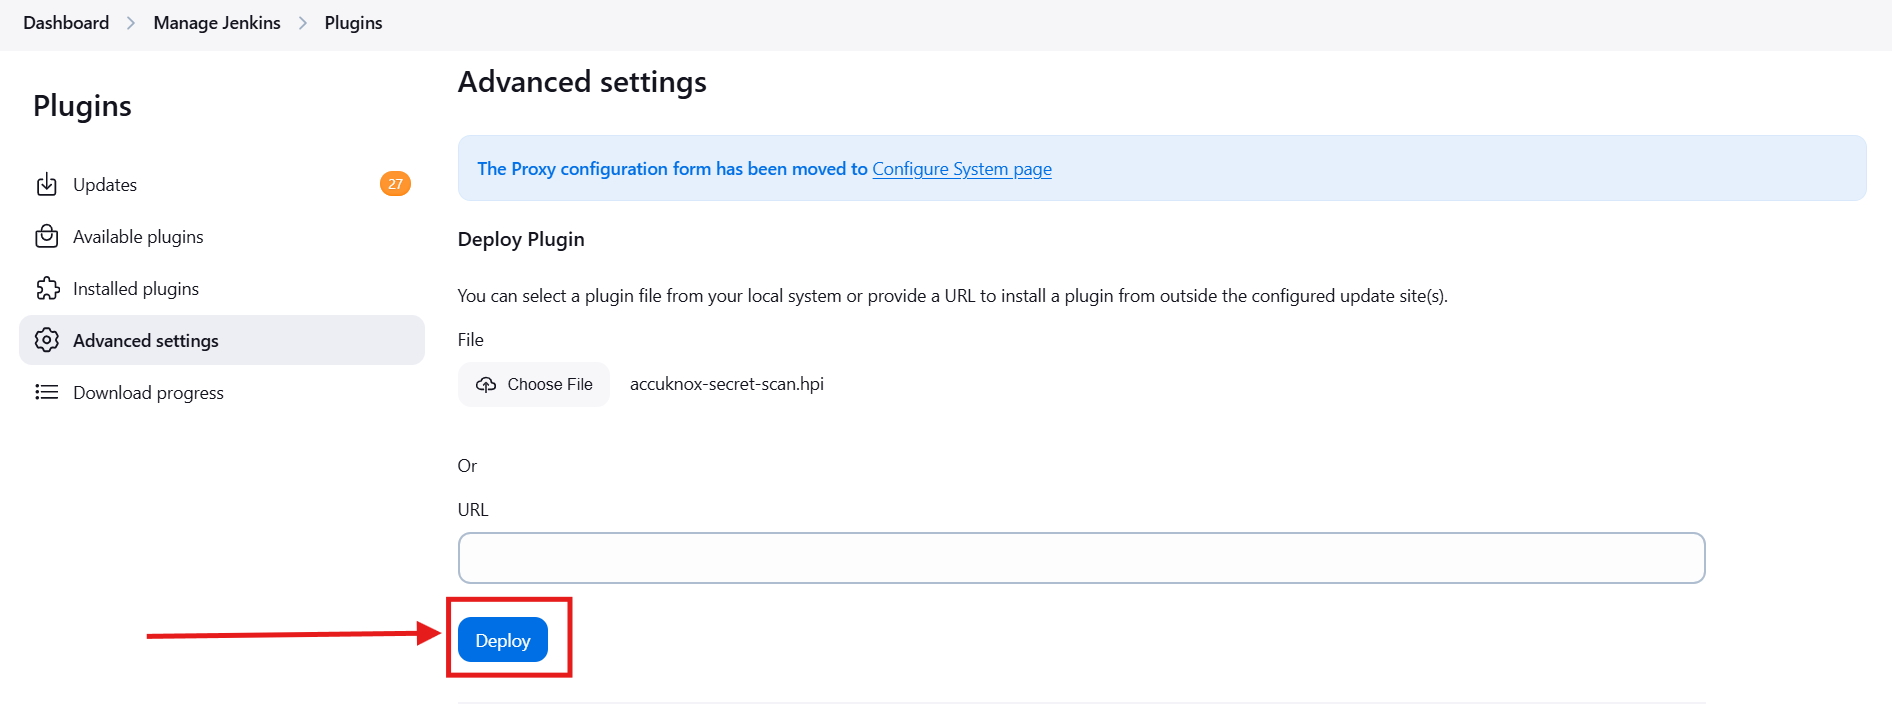 Dashboard > Manage Jenkins > Plugins
Plugins
Updates 27
Available plugins
Installed plugins
Advanced settings
Download progress
Advanced settings
The Proxy configuration form has been moved to Configure System page
Deploy Plugin
You can select a plugin file from your local system or provide a URL to install a plugin from outside the configured update site(s).
File
Choose File accuknox-secret-scan.hpi
Or
URL
Deploy